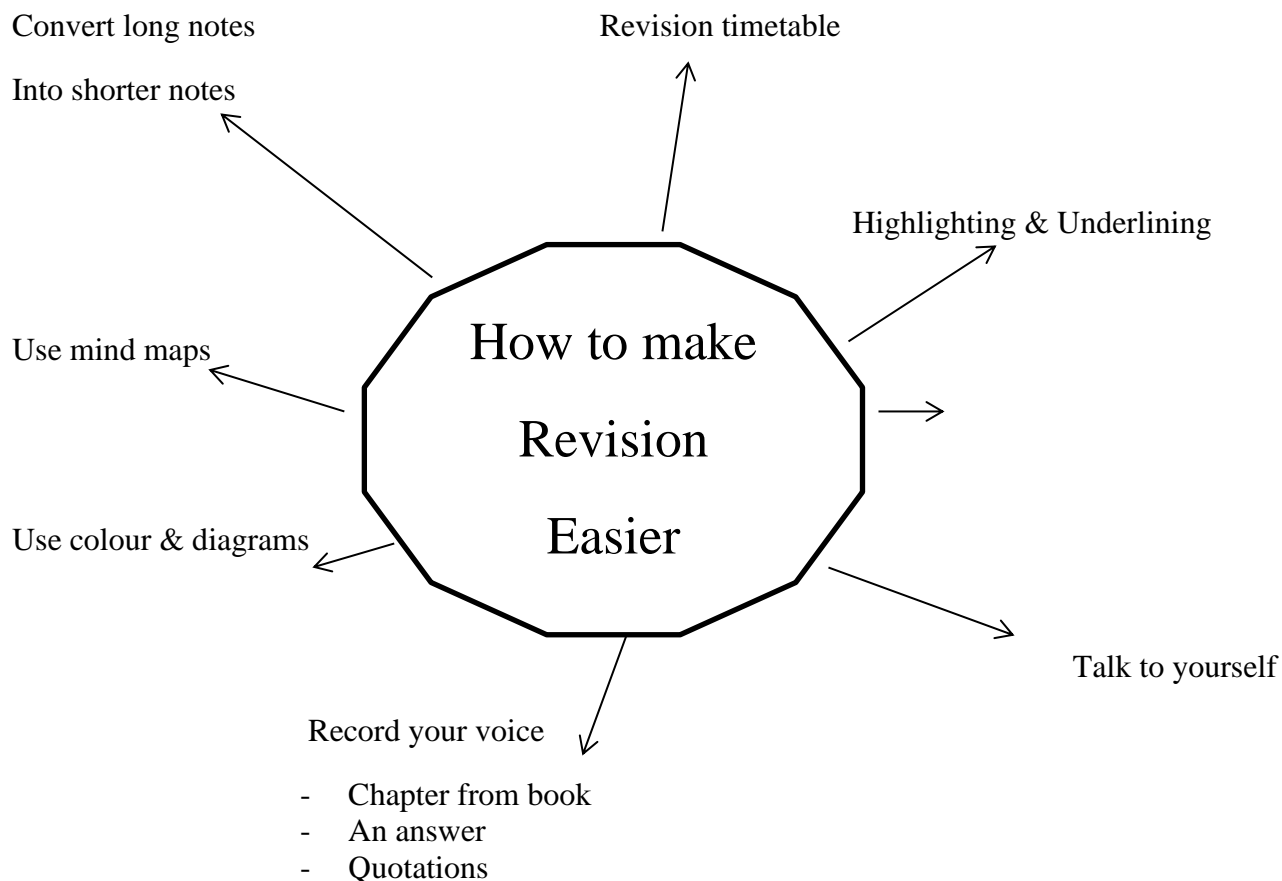 Convert long notes
Revision timetable
Into shorter notes
Highlighting & Underlining
How to make
Use mind maps
Revision
Easier
Use colour & diagrams
Talk to yourself
Record your voice
- Chapter from book
- An answer
- Quotations